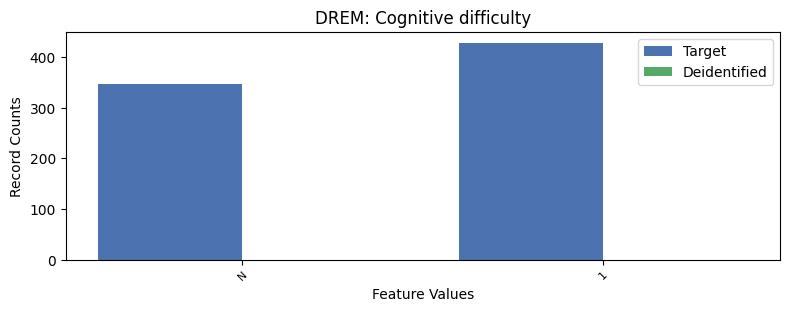 DREM: Cognitive difficulty
Target
Deidentified
Record Counts
400
300
200
100
0
N
1
Feature Values